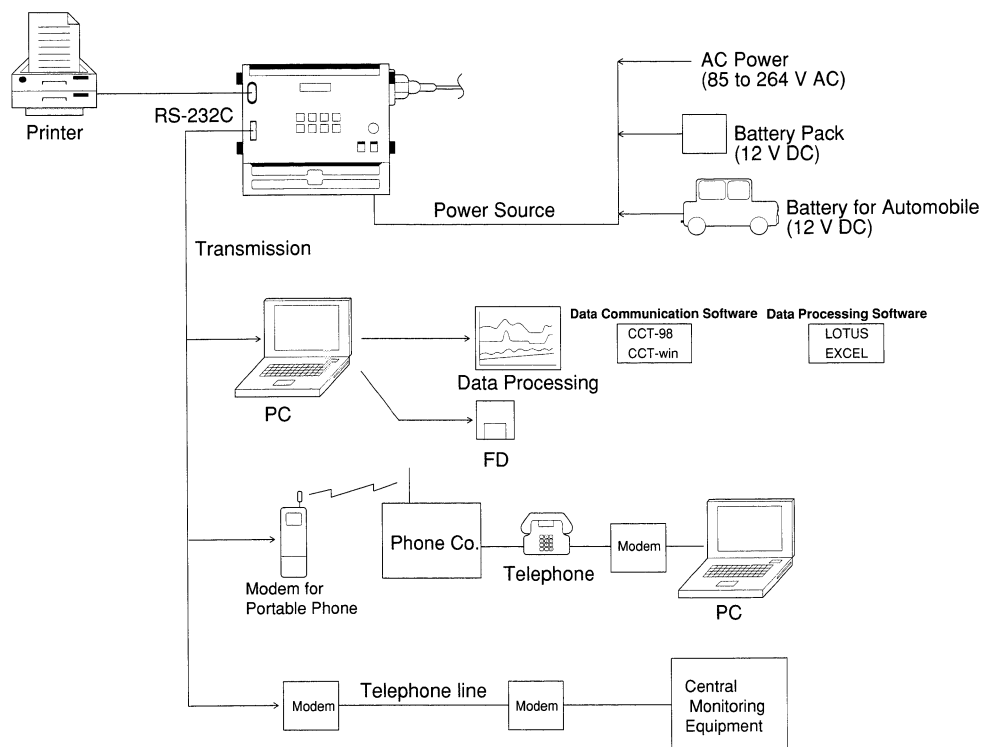 AC Power
(85 to 264 V AC)
RS-232C
Printer
Battery Pack
(12 V DC)
Power Source
Battery for Automobile
(12 V DC)
Transmission
Data Communication Software
Data Processing Software
CCT-98
CCT-win
LOTUS
EXCEL
Data Processing
PC
FD
Phone Co.
Modem
Telephone
Modem for
Portable Phone
PC
Telephone line
Modem
Modem
Central
Monitoring
Equipment